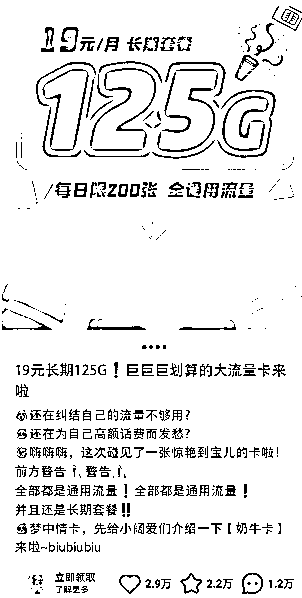 19元/月 长期套餐
125G
/每日限200张 全通用流量
19元长期125G❗巨巨巨划算的大流量卡来
啦
还在纠结自己的流量不够用?
还在为自己高额话费而发愁?
嗨嗨嗨，这次碰见了一张惊艳到宝儿的卡啦!
前方警告⚠警告⚠
全部都是通用流量❗全部都是通用流量❗
并且还是长期套餐‼
梦中情卡，先给小阔爱们介绍一下【奶牛卡】
来啦~biubiubiu
立即领取
了解更多
2.9万 2.2万 1.2万